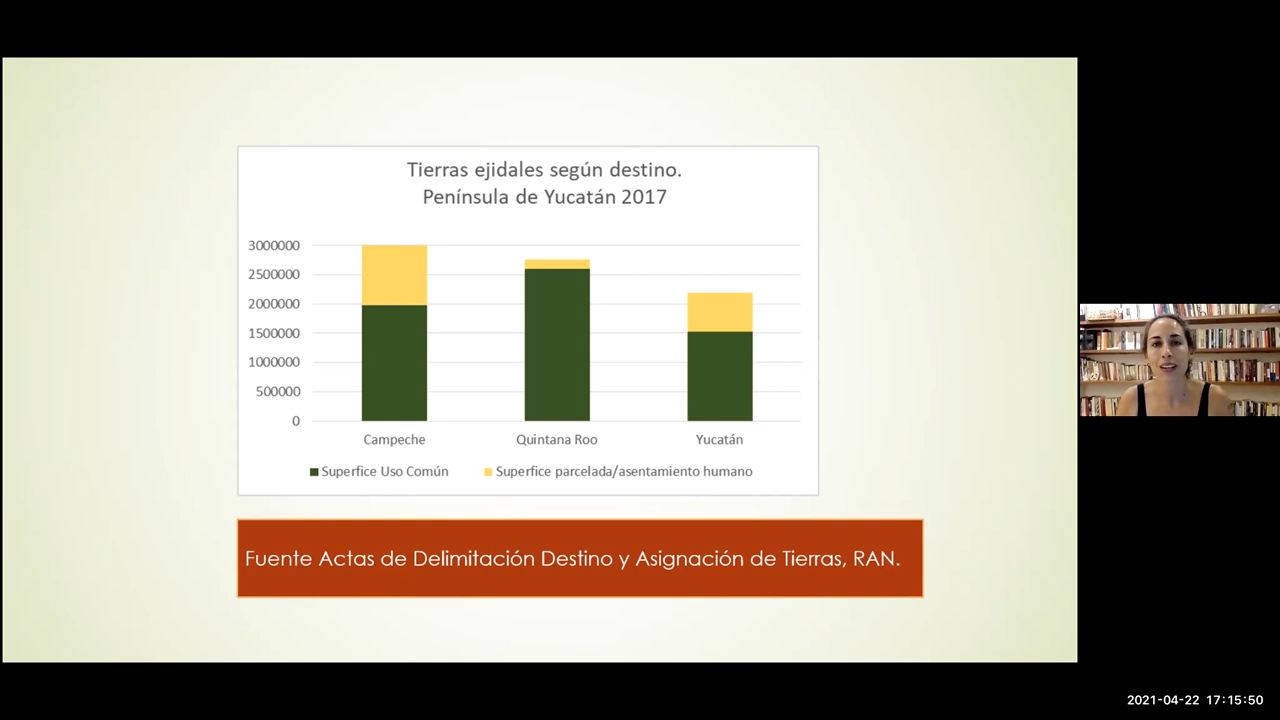 Tierras ejidales según destino.
Península de Yucatán 2017
3000000
2500000
2000000
1500000
1000000
500000
0
Campeche Quintana Roo Yucatán
Superfice Uso Común Superfice parcelada/asentamiento humano
Fuente Actas de Delimitación Destino y Asignación de Tierras, RAN.
2021-04-22 17:15:50